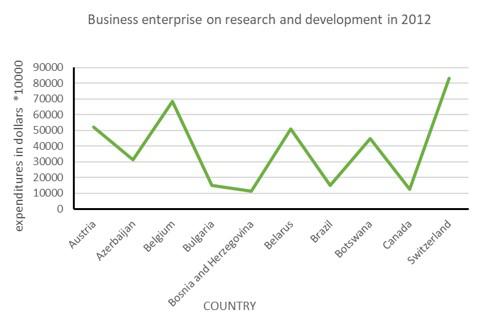 Business enterprise on research and development in 2012
expenditures in dollars *10000
90000
80000
70000
60000
50000
40000
30000
20000
10000
0
Austria
Azerbaijan
Belgium
Bulgaria
Bosnia and Herzegovina
Belarus
Brazil
Botswana
Canada
Switzerland
COUNTRY